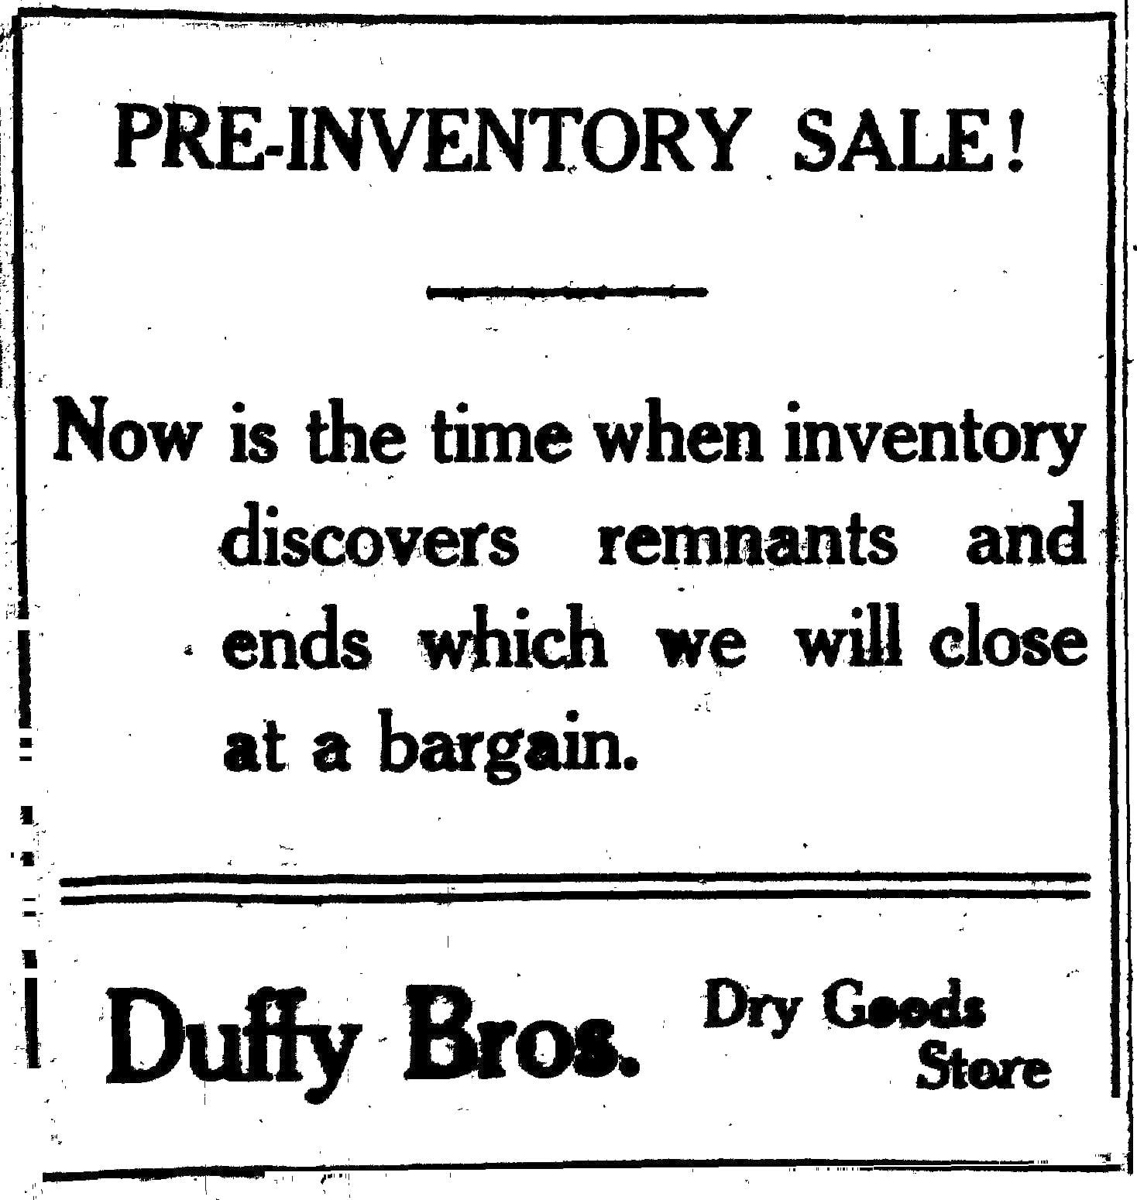 PRE-INVENTORY SALE!
Now is the time when inventory
discovers remnants and
ends which we will close
at a bargain.
Duffy Bros.
Dry Goods
Store